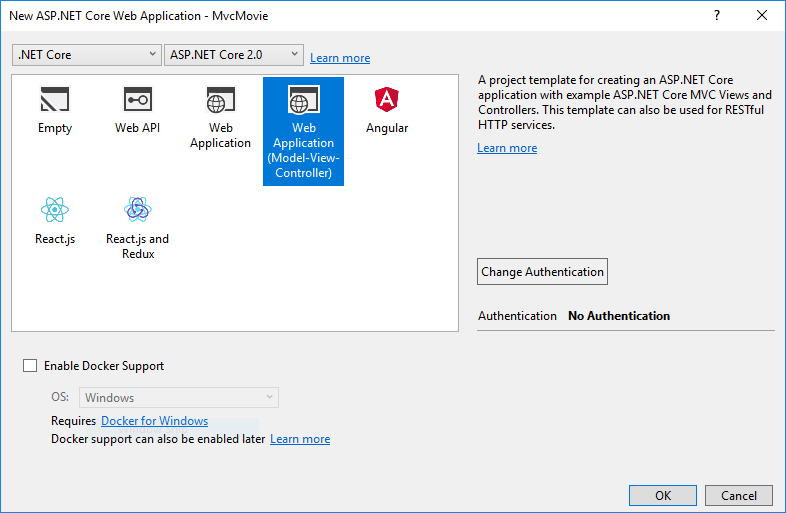 New ASP.NET Core Web Application - MvcMovie
.NET Core
ASP.NET Core 2.0
Learn more
Empty
Web API
Web
Application
Web
Application
(Model-View-
Controller)
Angular
React.js
React.js and
Redux
A project template for creating an ASP.NET Core
application with example ASP.NET Core MVC Views and
Controllers. This template can also be used for RESTful
HTTP services.
Learn more
Change Authentication
Authentication No Authentication
Enable Docker Support
OS: Windows
Requires Docker for Windows
Docker support can also be enabled later Learn more
OK
Cancel